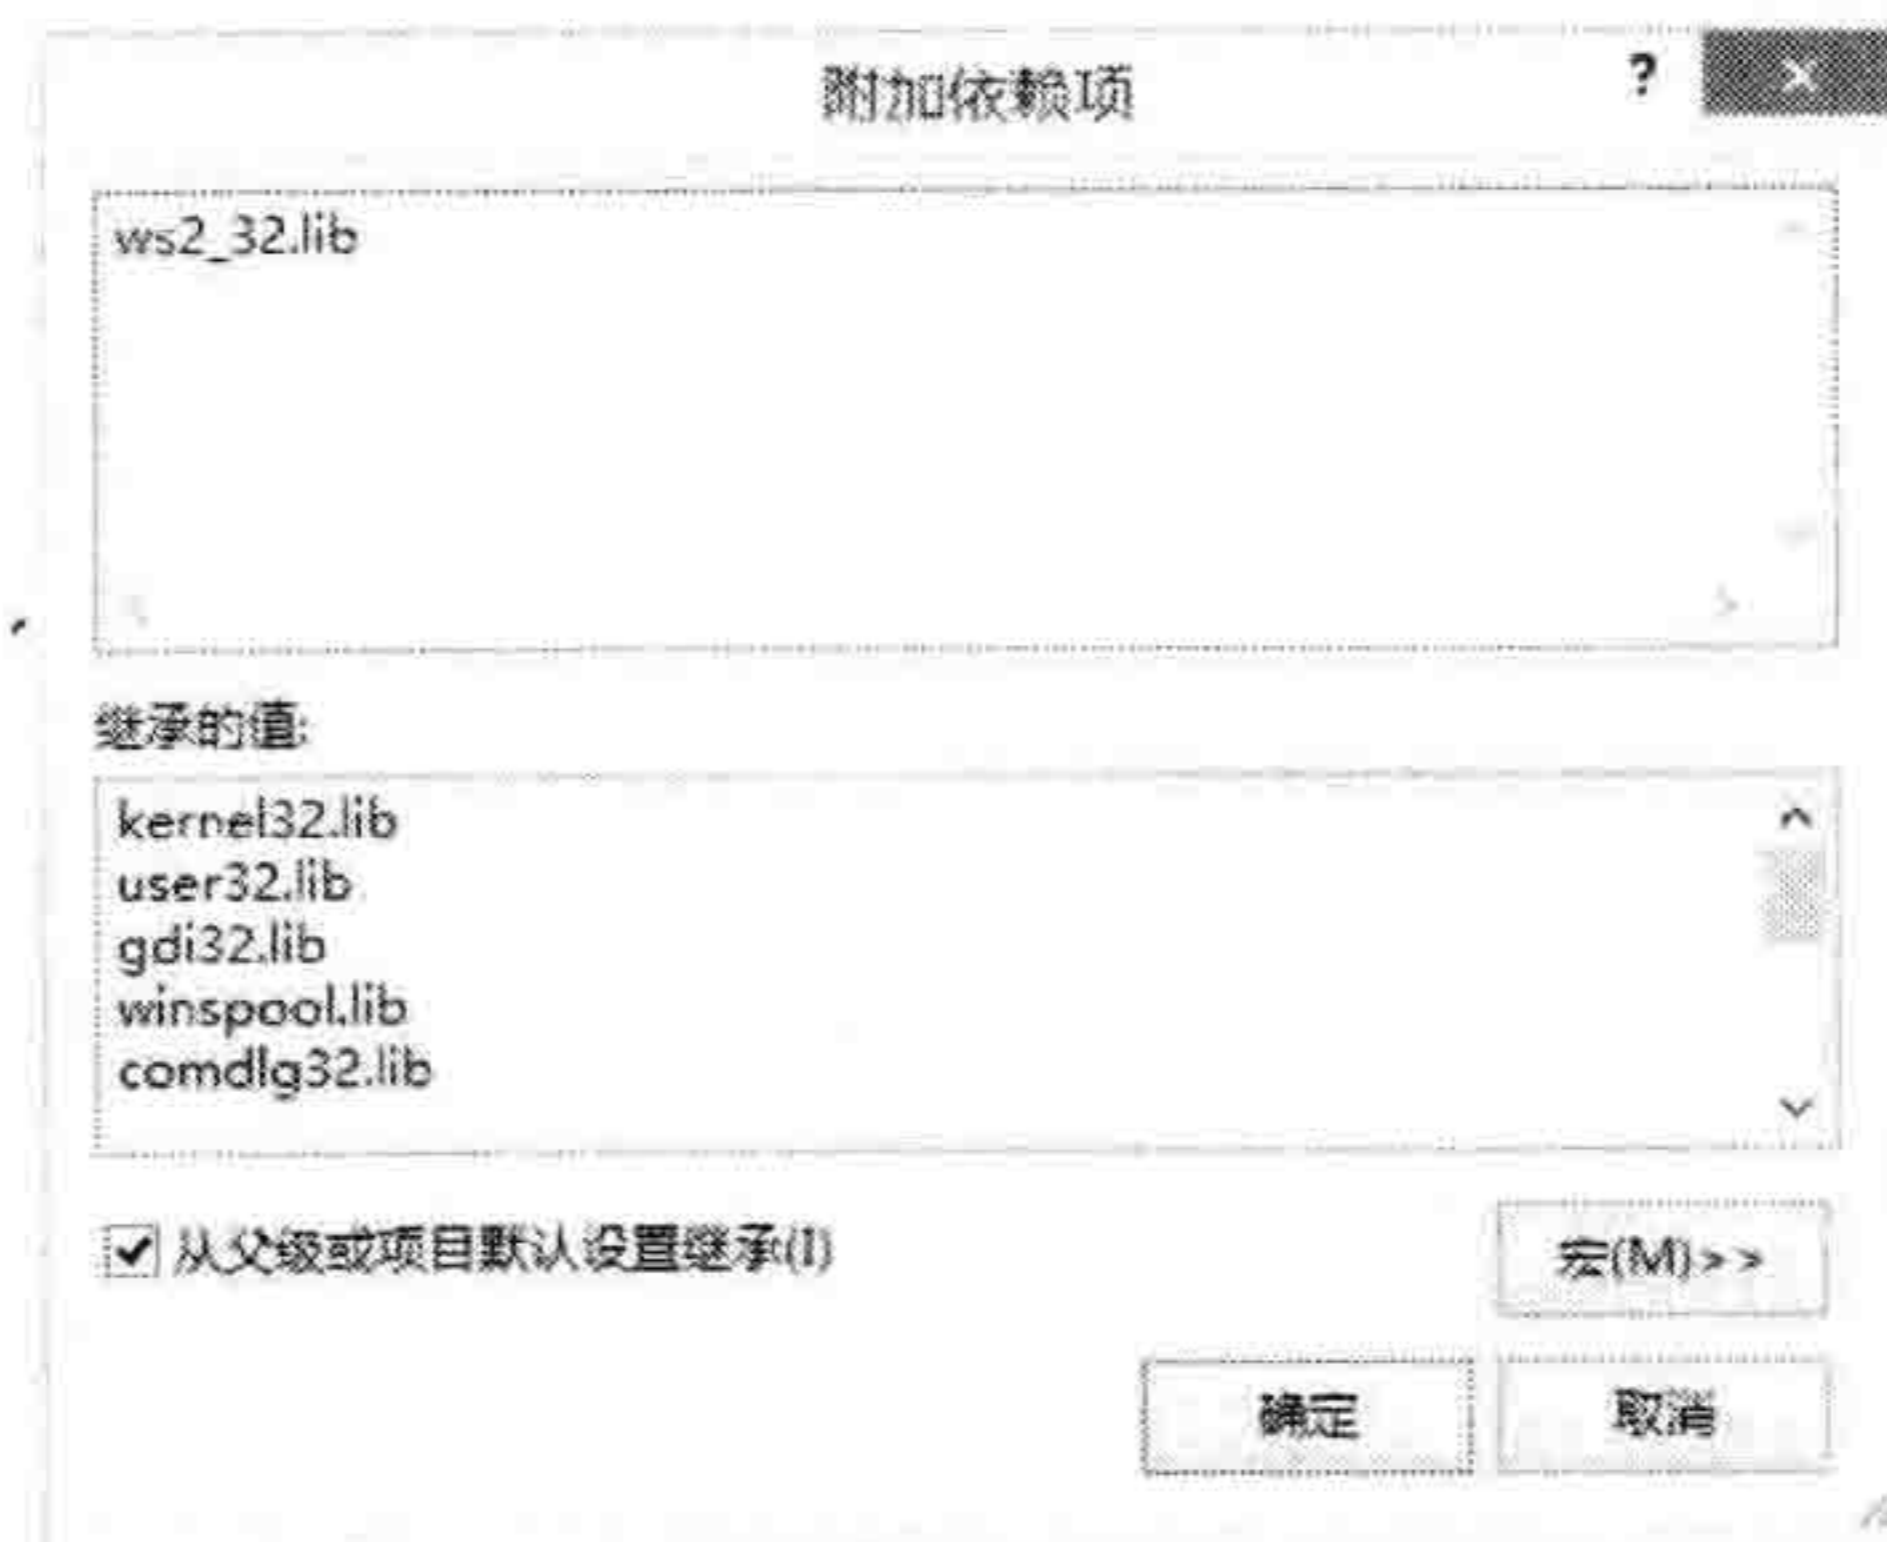 附加依赖项
?
ws2_32.lib
继承的值:
kernel32.lib
user32.lib
gdi32.lib
winspool.lib
comdlg32.lib
从父级或项目默认设置继承(I)
宏(M)>>
确定
取消